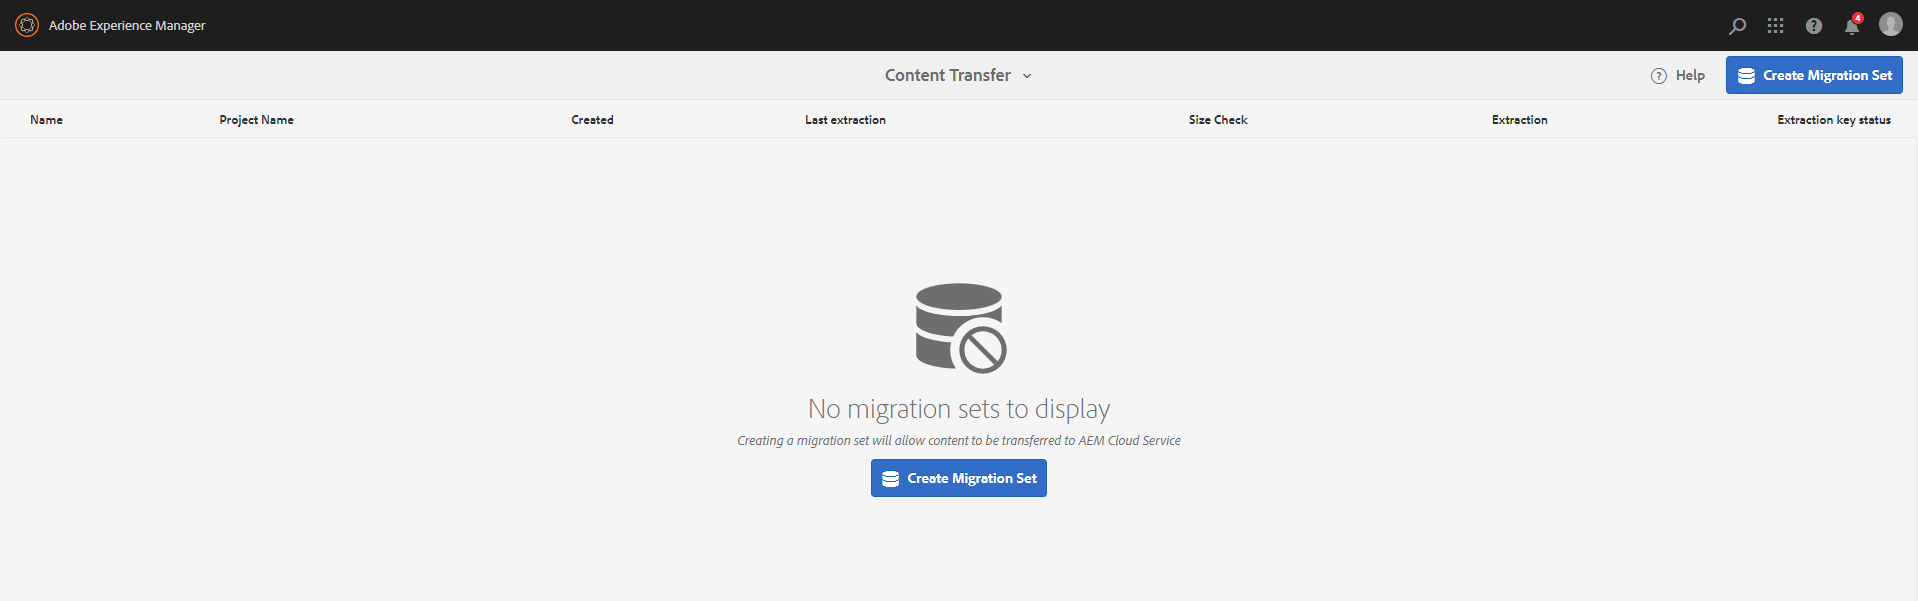 Adobe Experience Manager
4
Content Transfer
Help
Create Migration Set
Name Project Name Created Last extraction Size Check Extraction Extraction key status
No migration sets to display
Creating a migration set will allow content to be transferred to AEM Cloud Service
Create Migration Set